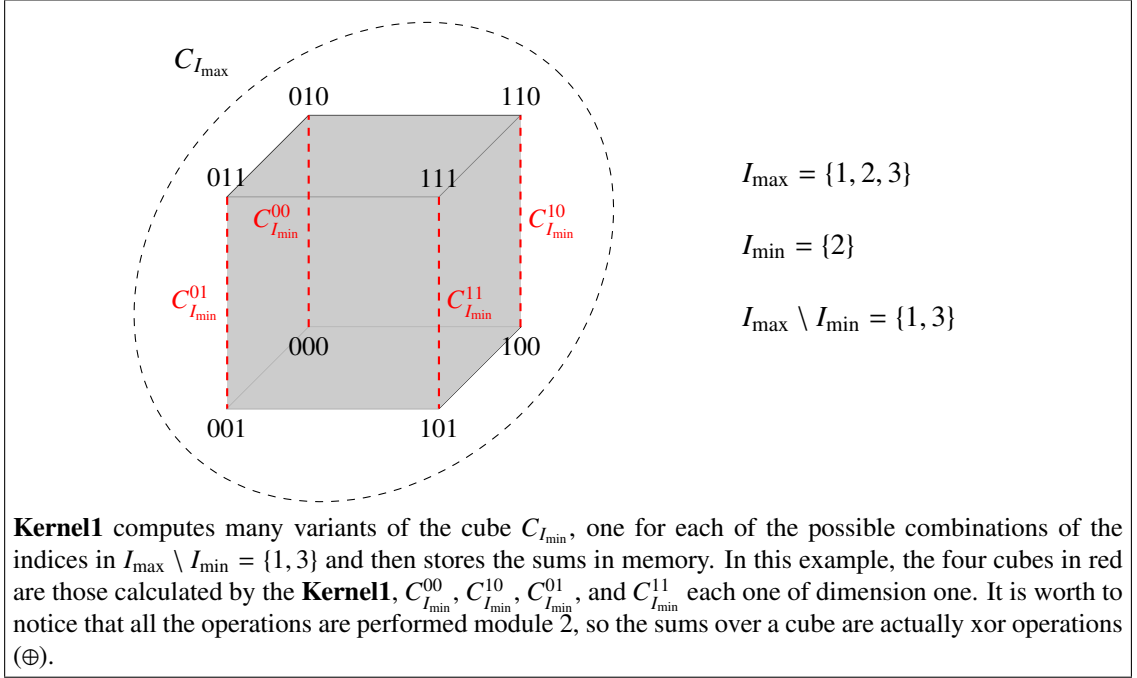 C_{I_max}
010 110
011 111
C^{00}_{I_min} C^{10}_{I_min}
C^{01}_{I_min} C^{11}_{I_min}
000 100
001 101
I_max = {1, 2, 3}
I_min = {2}
I_max \ I_min = {1, 3}
Kernel1 computes many variants of the cube C_{I_min}, one for each of the possible combinations of the
indices in I_max \ I_min = {1, 3} and then stores the sums in memory. In this example, the four cubes in red
are those calculated by the Kernel1, C^{00}_{I_min}, C^{10}_{I_min}, C^{01}_{I_min}, and C^{11}_{I_min} each one of dimension one. It is worth to
notice that all the operations are performed module 2, so the sums over a cube are actually xor operations
(⊕).